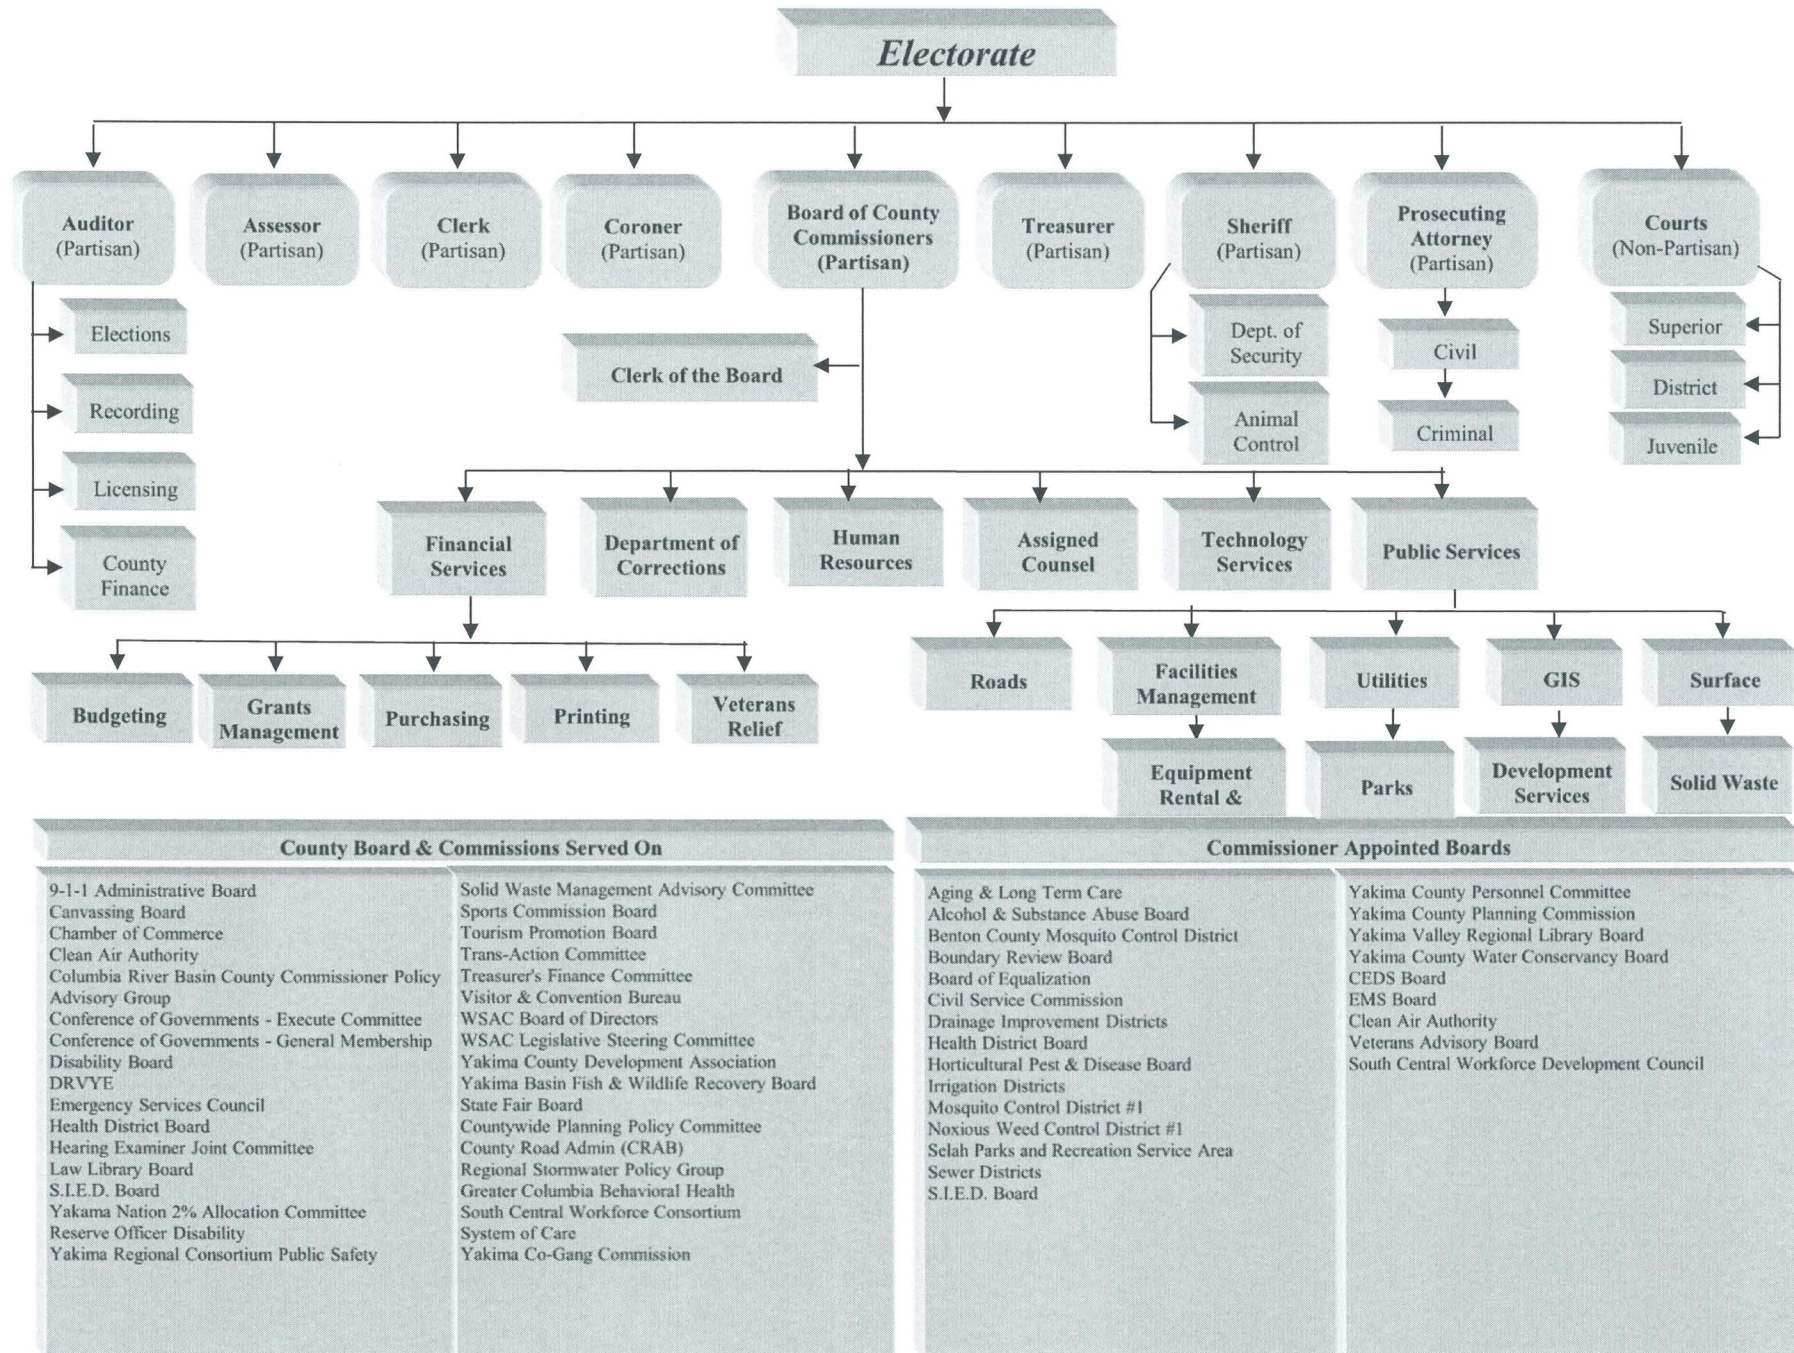 Electorate
Auditor
(Partisan)
Assessor
(Partisan)
Clerk
(Partisan)
Coroner
(Partisan)
Board of County
Commissioners
(Partisan)
Treasurer
(Partisan)
Sheriff
(Partisan)
Prosecuting
Attorney
(Partisan)
Courts
(Non-Partisan)
Elections
Recording
Licensing
County
Finance
Clerk of the Board
Dept. of
Security
Animal
Control
Civil
Criminal
Superior
District
Juvenile
Financial
Services
Department of
Corrections
Human
Resources
Assigned
Counsel
Technology
Services
Public Services
Budgeting
Grants
Management
Purchasing
Printing
Veterans
Relief
Roads
Facilities
Management
Utilities
GIS
Surface
Equipment
Rental &
Parks
Development
Services
Solid Waste
County Board & Commissions Served On
9-1-1 Administrative Board
Canvassing Board
Chamber of Commerce
Clean Air Authority
Columbia River Basin County Commissioner Policy
Advisory Group
Conference of Governments - Execute Committee
Conference of Governments - General Membership
Disability Board
DRVYE
Emergency Services Council
Health District Board
Hearing Examiner Joint Committee
Law Library Board
S.I.E.D. Board
Yakama Nation 2% Allocation Committee
Reserve Officer Disability
Yakima Regional Consortium Public Safety
Solid Waste Management Advisory Committee
Sports Commission Board
Tourism Promotion Board
Trans-Action Committee
Treasurer's Finance Committee
Visitor & Convention Bureau
WSAC Board of Directors
WSAC Legislative Steering Committee
Yakima County Development Association
Yakima Basin Fish & Wildlife Recovery Board
State Fair Board
Countywide Planning Policy Committee
County Road Admin (CRAB)
Regional Stormwater Policy Group
Greater Columbia Behavioral Health
South Central Workforce Consortium
System of Care
Yakima Co-Gang Commission
Commissioner Appointed Boards
Aging & Long Term Care
Alcohol & Substance Abuse Board
Benton County Mosquito Control District
Boundary Review Board
Board of Equalization
Civil Service Commission
Drainage Improvement Districts
Health District Board
Horticultural Pest & Disease Board
Irrigation Districts
Mosquito Control District #1
Noxious Weed Control District #1
Selah Parks and Recreation Service Area
Sewer Districts
S.I.E.D. Board
Yakima County Personnel Committee
Yakima County Planning Commission
Yakima Valley Regional Library Board
Yakima County Water Conservancy Board
CEDS Board
EMS Board
Clean Air Authority
Veterans Advisory Board
South Central Workforce Development Council